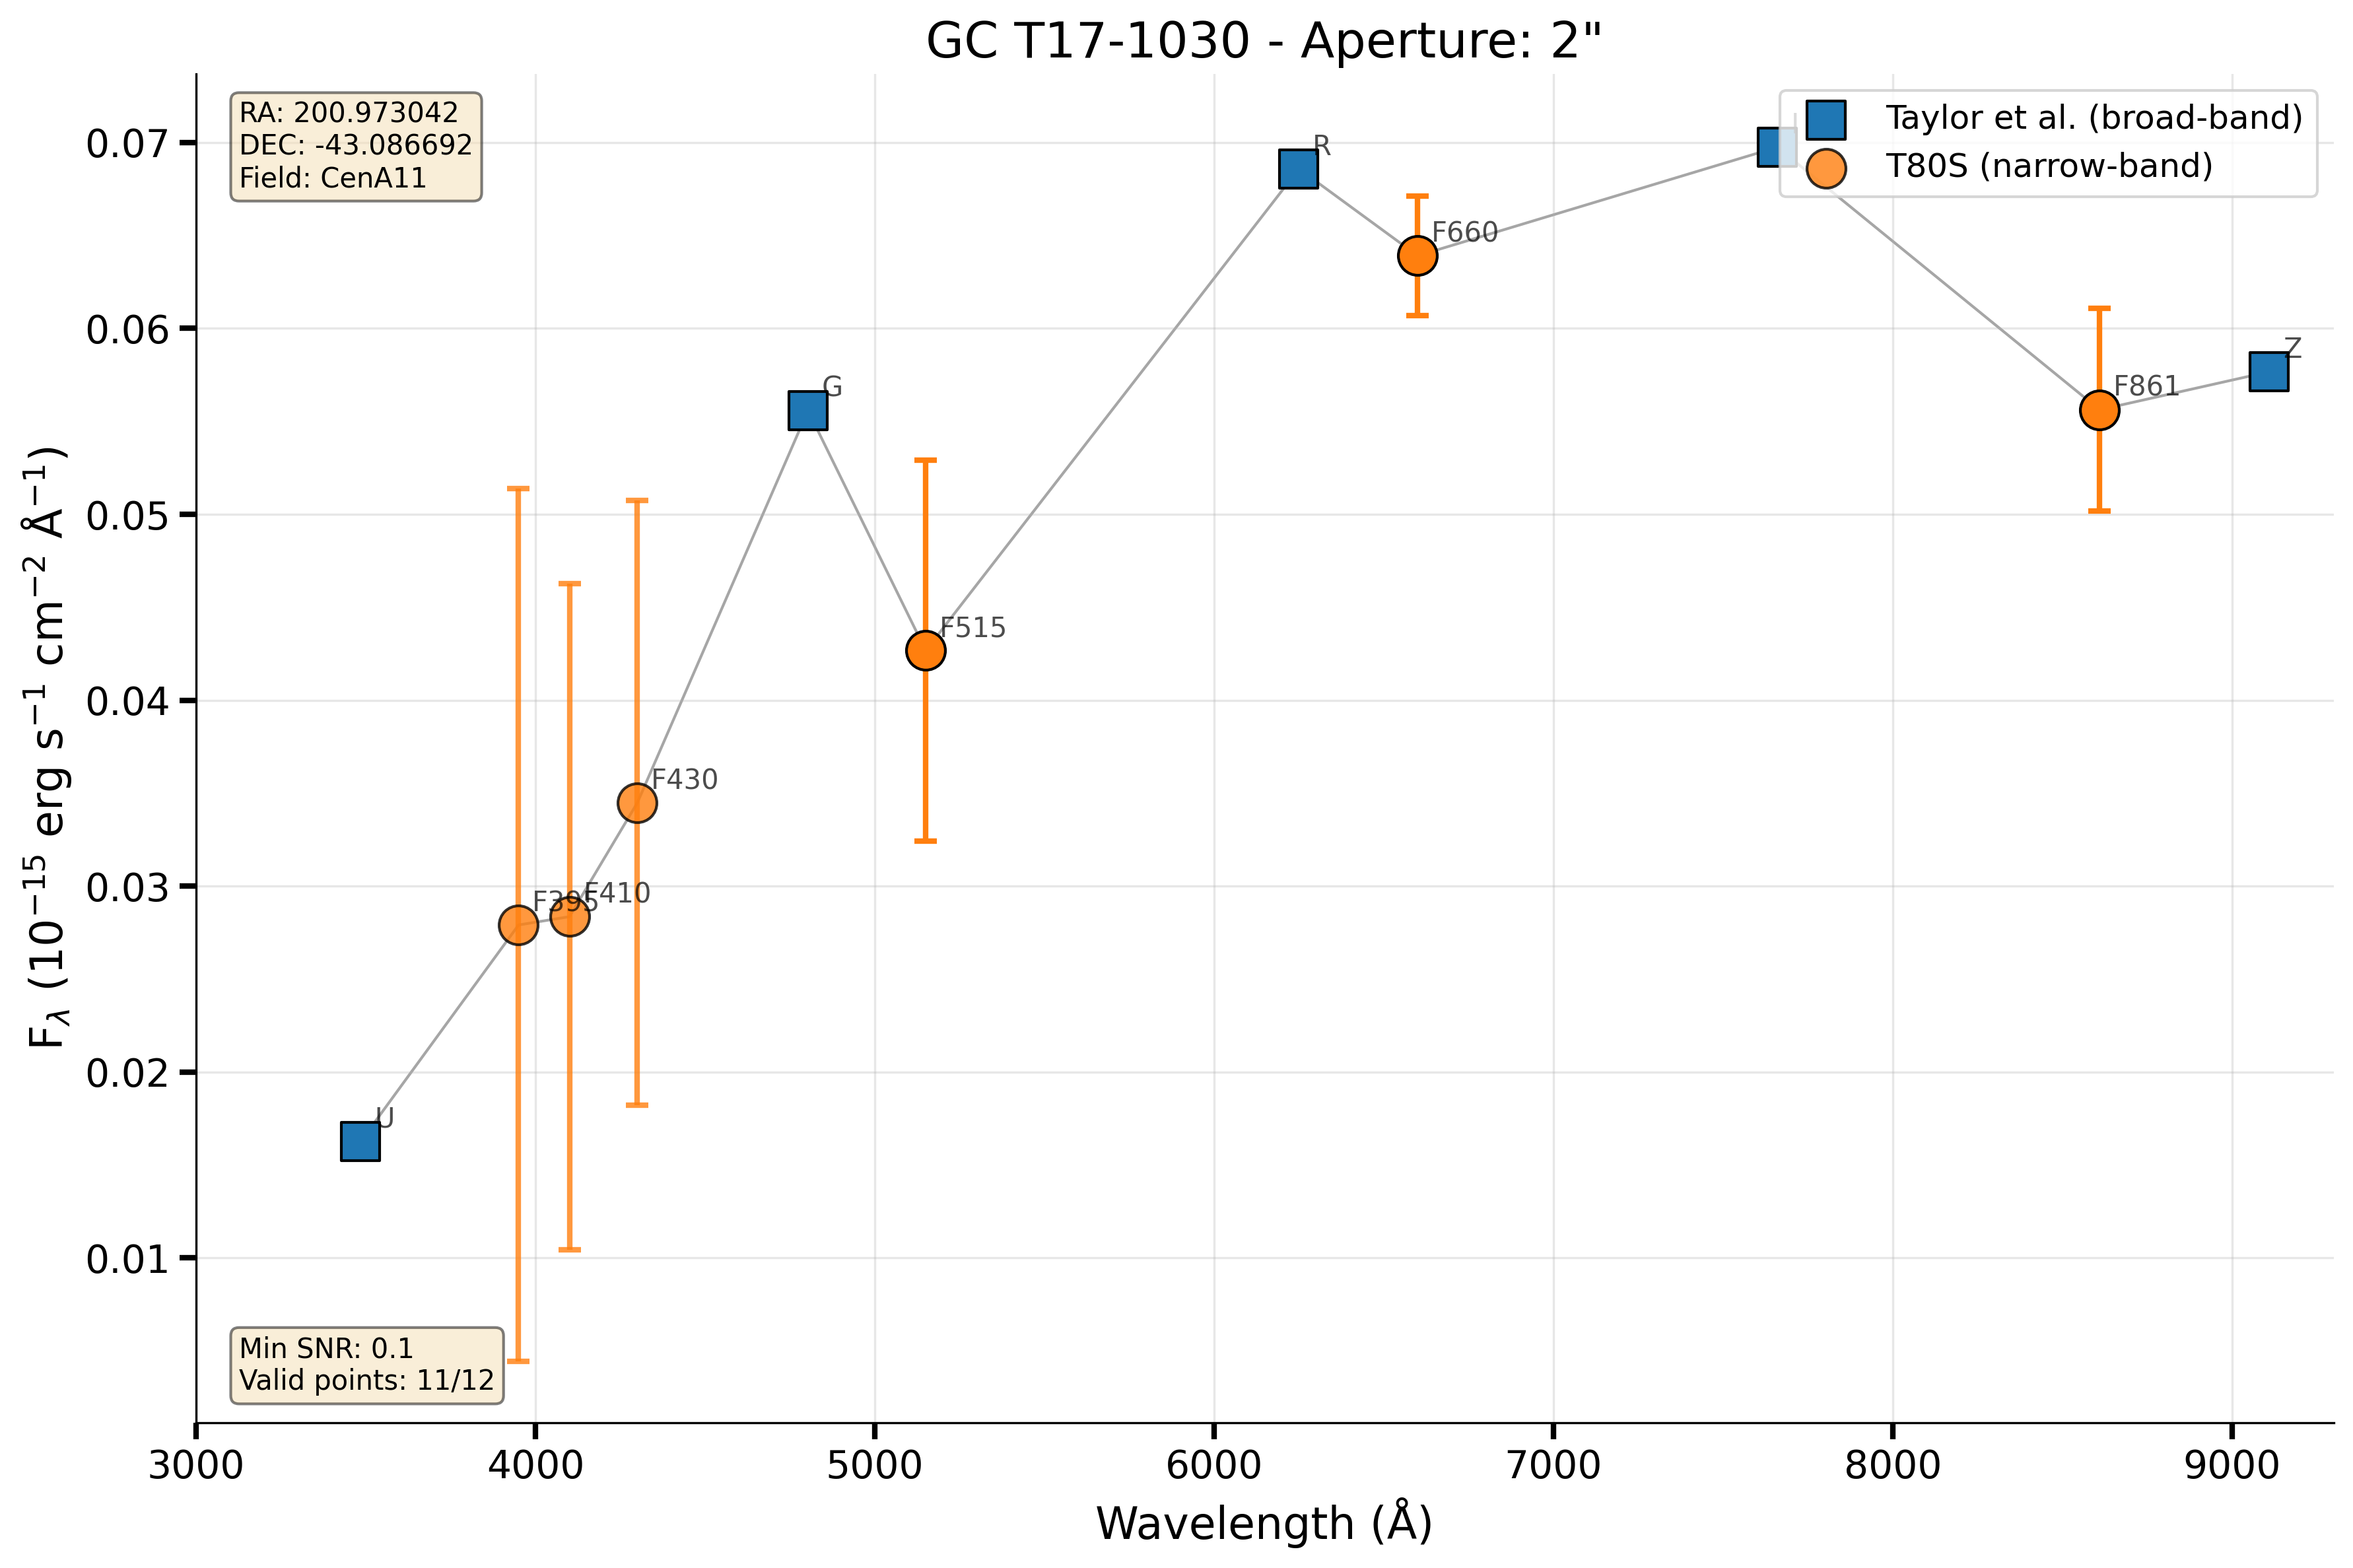 GC T17-1030 - Aperture: 2"
RA: 200.973042
DEC: -43.086692
Field: CenA11
Taylor et al. (broad-band)
T80S (narrow-band)
R
F660
F861
Z
G
F515
F430
F395
F410
U
Min SNR: 0.1
Valid points: 11/12
0.07
0.06
0.05
0.04
0.03
0.02
0.01
F_λ (10⁻¹⁵ erg s⁻¹ cm⁻² Å⁻¹)
3000 4000 5000 6000 7000 8000 9000
Wavelength (Å)